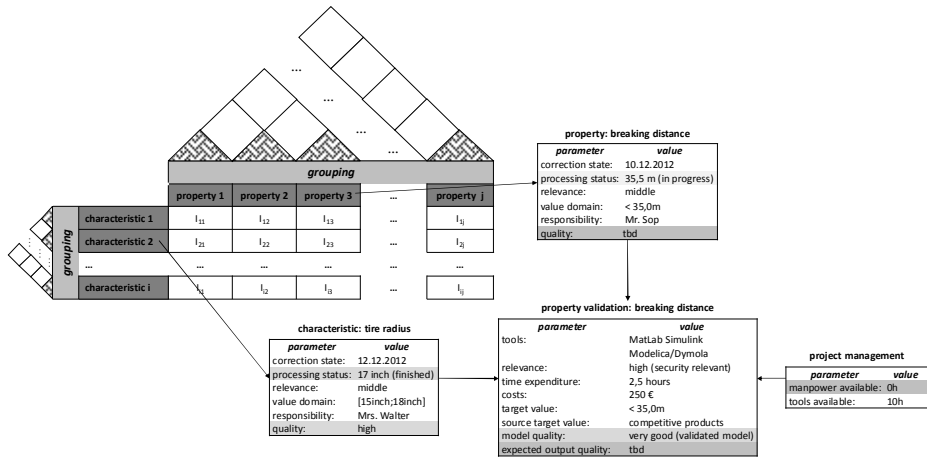 ...
...
...
...
grouping
property 1 property 2 property 3 ... property j
grouping
characteristic 1 I11 I12 I13 I1j
characteristic 2 I21 I22 I23 ... I2j
... ... ... ... ... ...
characteristic i Ii1 Ii2 Ii3 ... Iij
property: breaking distance
parameter value
correction state: 10.12.2012
processing status: 35,5 m (in progress)
relevance: middle
value domain: < 35,0m
responsibility: Mr. Sop
quality: tbd
characteristic: tire radius
parameter value
correction state: 12.12.2012
processing status: 17 inch (finished)
relevance: middle
value domain: [15inch;18inch]
responsibility: Mrs. Walter
quality: high
property validation: breaking distance
parameter value
tools: MatLab Simulink
Modelica/Dymola
relevance: high (security relevant)
time expenditure: 2,5 hours
costs: 250 €
target value: < 35,0m
source target value: competitive products
model quality: very good (validated model)
expected output quality: tbd
project management
parameter value
manpower available: 0h
tools available: 10h